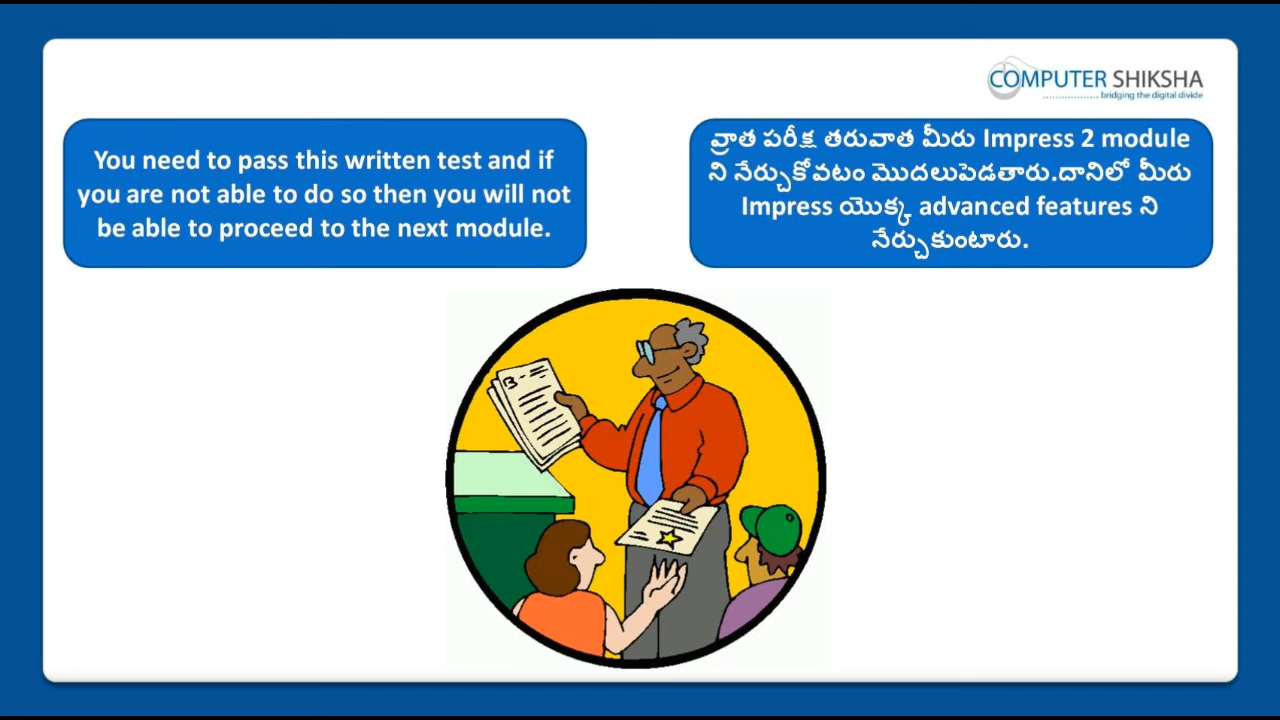 COMPUTER SHIKSHA
bridging the digital divide
You need to pass this written test and if
you are not able to do so then you will not
be able to proceed to the next module.
వ్రాత పరీక్ష తరువాత మీరు Impress 2 module
ని నేర్చుకోవటం మొదలుపెడతారు.దానిలో మీరు
Impress యొక్క advanced features ని
నేర్చుకుంటారు.